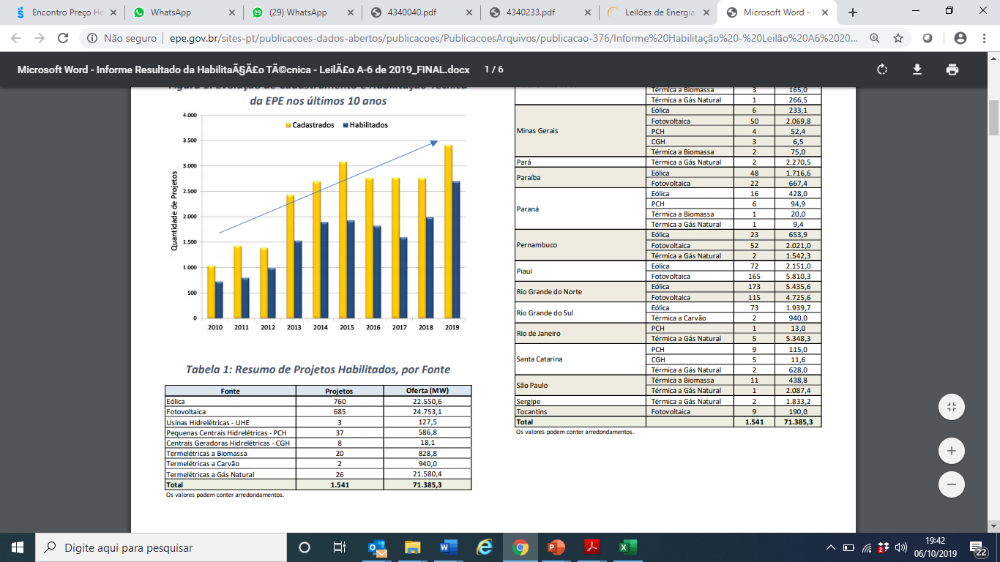 Encontro Preço Ho
WhatsApp
(29) WhatsApp
4340040.pdf
4340233.pdf
Leilões de Energia
Microsoft Word -
Não seguro | epe.gov.br/sites-pt/publicacoes-dados-abertos/publicacoes/PublicacoesArquivos/publicacao-376/Informe%20Habilitação%20-%20Leilão%20A6%2020...
Microsoft Word - Informe Resultado da HabilitaÃ§Ã£o TÃ©cnica - LeilÃ£o A-6 de 2019_FINAL.docx 1 / 6
Figura 1: Evolução de Cadastramento e Habilitação Técnica
da EPE nos últimos 10 anos
Quantidade de Projetos
Cadastrados Habilitados
4.000
3.500
3.000
2.500
2.000
1.500
1.000
500
0
2010 2011 2012 2013 2014 2015 2016 2017 2018 2019
Tabela 1: Resumo de Projetos Habilitados, por Fonte
Fonte Projetos Oferta (MW)
Eólica 760 22.550,6
Fotovoltaica 685 24.753,1
Usinas Hidrelétricas - UHE 3 127,5
Pequenas Centrais Hidrelétricas - PCH 37 586,8
Centrais Geradoras Hidrelétricas - CGH 8 18,1
Termelétricas a Biomassa 20 828,8
Termelétricas a Carvão 2 940,0
Termelétricas a Gás Natural 26 21.580,4
Total 1.541 71.385,3
Os valores podem conter arredondamentos.
Térmica a Biomassa 3 165,0
Térmica a Gás Natural 1 266,5
Minas Gerais
Eólica 6 233,1
Fotovoltaica 50 2.069,8
PCH 4 52,4
CGH 3 6,5
Térmica a Biomassa 2 75,0
Pará Térmica a Gás Natural 2 2.270,5
Paraíba
Eólica 48 1.716,6
Fotovoltaica 22 667,4
Paraná
Eólica 16 428,0
PCH 6 94,9
Térmica a Biomassa 1 20,0
Térmica a Gás Natural 1 9,4
Pernambuco
Eólica 23 653,9
Fotovoltaica 52 2.021,0
Térmica a Gás Natural 2 1.542,3
Piauí
Eólica 72 2.151,0
Fotovoltaica 165 5.810,3
Rio Grande do Norte
Eólica 173 5.435,6
Fotovoltaica 115 4.725,6
Rio Grande do Sul
Eólica 73 1.939,7
Térmica a Carvão 2 940,0
Rio de Janeiro
PCH 1 13,0
Térmica a Gás Natural 5 5.348,3
Santa Catarina
PCH 9 115,0
CGH 5 11,6
Térmica a Gás Natural 2 628,0
São Paulo
Térmica a Biomassa 11 438,8
Térmica a Gás Natural 1 2.087,4
Sergipe Térmica a Gás Natural 2 1.833,2
Tocantins Fotovoltaica 9 190,0
Total 1.541 71.385,3
Os valores podem conter arredondamentos.
Digite aqui para pesquisar
19:42
06/10/2019
22